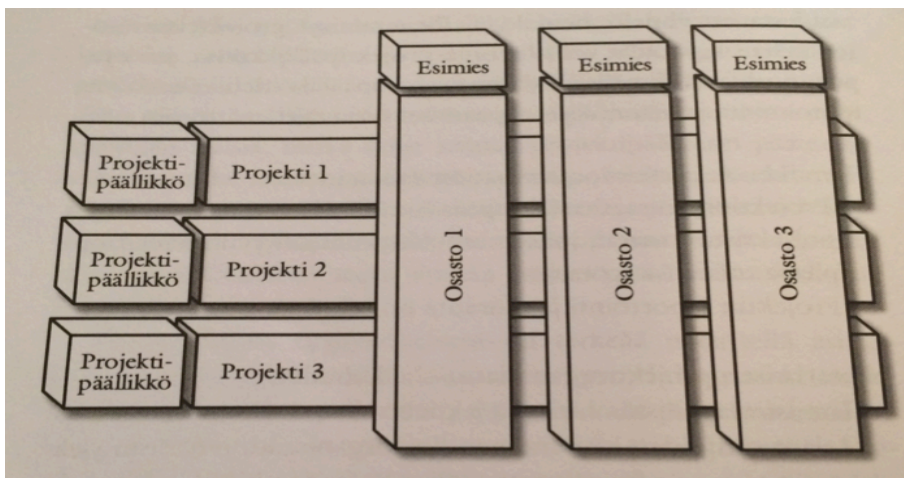 Esimies
Esimies
Esimies
Projekti-
päällikkö
Projekti 1
Projekti-
päällikkö
Projekti 2
Projekti-
päällikkö
Projekti 3
Osasto 1
Osasto 2
Osasto 3